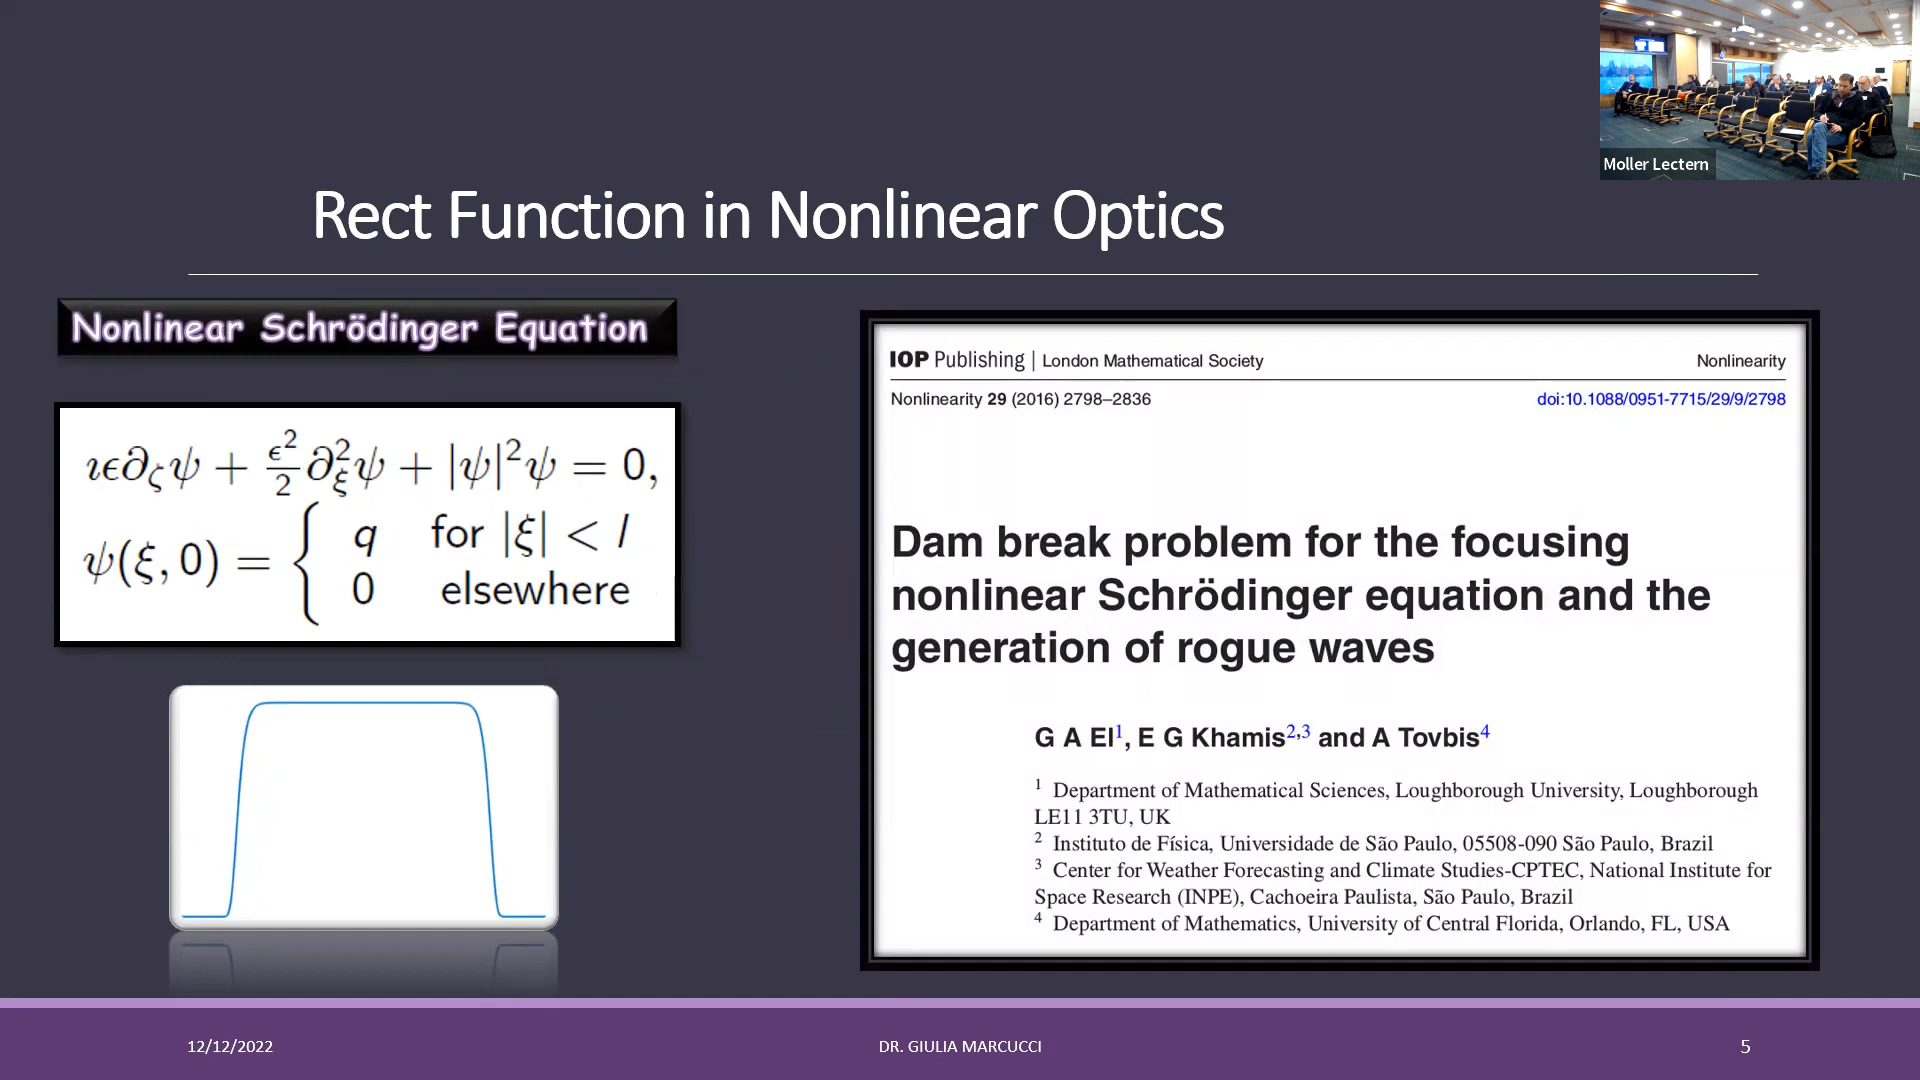 Moller Lectern
Rect Function in Nonlinear Optics
Nonlinear Schrödinger Equation
ιϵ∂_ζψ + ϵ²/2 ∂²_ξψ + |ψ|²ψ = 0,
ψ(ξ, 0) = { q for |ξ| < l
0 elsewhere
IOP Publishing | London Mathematical Society Nonlinearity
Nonlinearity 29 (2016) 2798–2836 doi:10.1088/0951-7715/29/9/2798
Dam break problem for the focusing
nonlinear Schrödinger equation and the
generation of rogue waves
G A El¹, E G Khamis²,³ and A Tovbis⁴
¹ Department of Mathematical Sciences, Loughborough University, Loughborough
LE11 3TU, UK
² Instituto de Física, Universidade de São Paulo, 05508-090 São Paulo, Brazil
³ Center for Weather Forecasting and Climate Studies-CPTEC, National Institute for
Space Research (INPE), Cachoeira Paulista, São Paulo, Brazil
⁴ Department of Mathematics, University of Central Florida, Orlando, FL, USA
12/12/2022 DR. GIULIA MARCUCCI 5